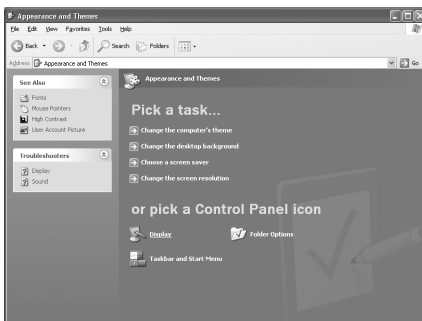 Appearance and Themes
File Edit View Favorites Tools Help
Back Search Folders
Address Appearance and Themes Go
See Also
Fonts
Mouse Pointers
High Contrast
User Account Picture
Troubleshooters
Display
Sound
Appearance and Themes
Pick a task...
Change the computer's theme
Change the desktop background
Choose a screen saver
Change the screen resolution
or pick a Control Panel icon
Display Folder Options
Taskbar and Start Menu